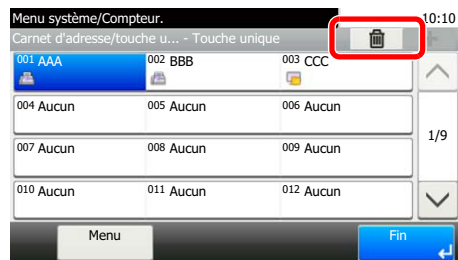 Menu système/Compteur. 10:10
Carnet d'adresse/touche u... - Touche unique
001 AAA 002 BBB 003 CCC
004 Aucun 005 Aucun 006 Aucun
1/9
007 Aucun 008 Aucun 009 Aucun
010 Aucun 011 Aucun 012 Aucun
Menu Fin